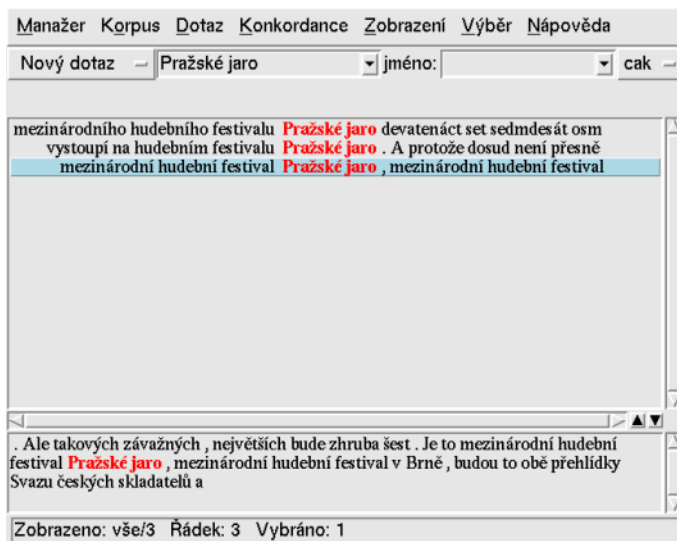 Manažer Korpus Dotaz Konkordance Zobrazení Výběr Nápověda
Nový dotaz Pražské jaro jméno: cak
mezinárodního hudebního festivalu Pražské jaro devatenáct set sedmdesát osm
vystoupí na hudebním festivalu Pražské jaro . A protože dosud není přesně
mezinárodní hudební festival Pražské jaro , mezinárodní hudební festival
. Ale takových závažných , největších bude zhruba šest . Je to mezinárodní hudební
festival Pražské jaro , mezinárodní hudební festival v Brně , budou to obě přehlídky
Svazu českých skladatelů a
Zobrazeno: vše/3 Řádek: 3 Vybráno: 1